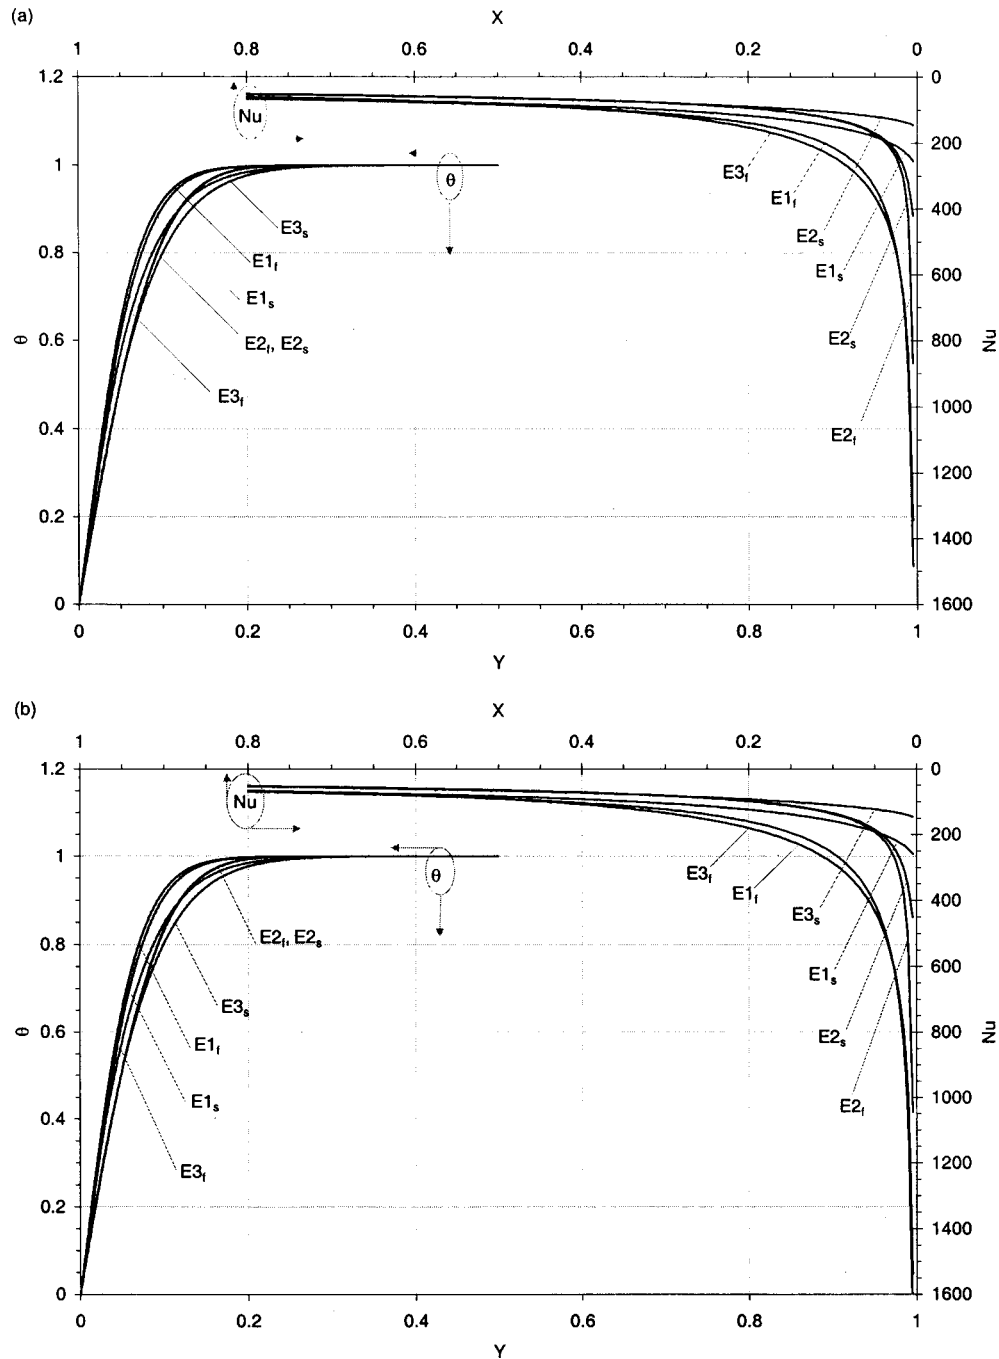 (a)
X
1 0.8 0.6 0.4 0.2 0
1.2 0
Nu
200
1
E3f
θ
E1f
400
E3s
E2s
0.8
E1f
E1s
600
E1s
θ 0.6
E2f, E2s
E2s
800
Nu
E3f
1000
0.4
E2f
1200
0.2
1400
0 1600
0 0.2 0.4 0.6 0.8 1
Y
(b)
X
1 0.8 0.6 0.4 0.2 0
1.2 0
Nu
200
1
θ
E3f
E1f
400
E2f, E2s
E3s
0.8
E1s
600
E3s
θ 0.6
E1f
E2s
800
Nu
E1s
E2f
1000
0.4
E3f
1200
0.2
1400
0 1600
0 0.2 0.4 0.6 0.8 1
Y